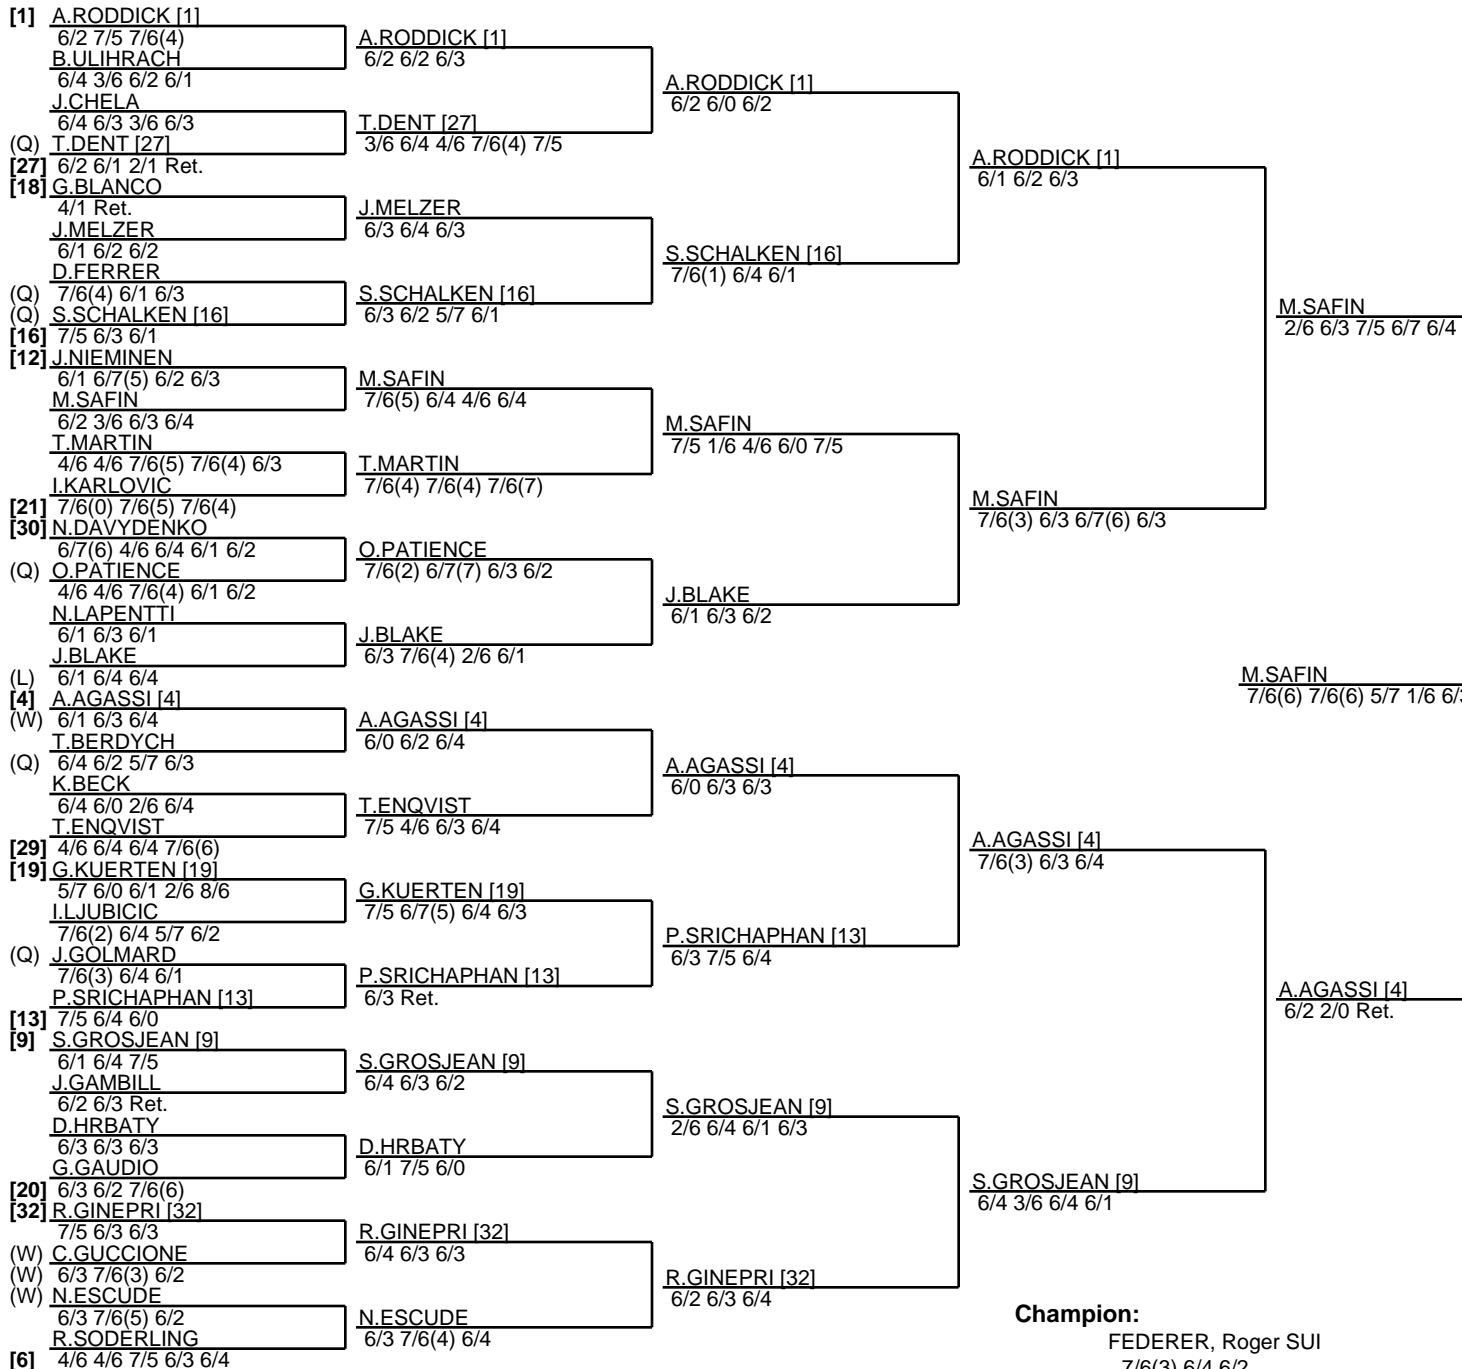 [1] A.RODDICK [1]
6/2 7/5 7/6(4)
B.ULIHRACH
6/4 3/6 6/2 6/1
J.CHELA
6/4 6/3 3/6 6/3
(Q) T.DENT [27]
[27] 6/2 6/1 2/1 Ret.
[18] G.BLANCO
4/1 Ret.
J.MELZER
6/1 6/2 6/2
D.FERRER
(Q) 7/6(4) 6/1 6/3
(Q) S.SCHALKEN [16]
[16] 7/5 6/3 6/1
[12] J.NIEMINEN
6/1 6/7(5) 6/2 6/3
M.SAFIN
6/2 3/6 6/3 6/4
T.MARTIN
4/6 4/6 7/6(5) 7/6(4) 6/3
I.KARLOVIC
[21] 7/6(0) 7/6(5) 7/6(4)
[30] N.DAVYDENKO
6/7(6) 4/6 6/4 6/1 6/2
(Q) O.PATIENCE
4/6 4/6 7/6(4) 6/1 6/2
N.LAPENTTI
6/1 6/3 6/1
J.BLAKE
(L) 6/1 6/4 6/4
[4] A.AGASSI [4]
(W) 6/1 6/3 6/4
T.BERDYCH
(Q) 6/4 6/2 5/7 6/3
K.BECK
6/4 6/0 2/6 6/4
T.ENQVIST
[29] 4/6 6/4 6/4 7/6(6)
[19] G.KUERTEN [19]
5/7 6/0 6/1 2/6 8/6
I.LJUBICIC
7/6(2) 6/4 5/7 6/2
(Q) J.GOLMARD
7/6(3) 6/4 6/1
P.SRICHAPHAN [13]
[13] 7/5 6/4 6/0
[9] S.GROSJEAN [9]
6/1 6/4 7/5
J.GAMBILL
6/2 6/3 Ret.
D.HRBATY
6/3 6/3 6/3
G.GAUDIO
[20] 6/3 6/2 7/6(6)
[32] R.GINEPRI [32]
7/5 6/3 6/3
(W) C.GUCCIONE
(W) 6/3 7/6(3) 6/2
(W) N.ESCUDE
6/3 7/6(5) 6/2
R.SODERLING
[6] 4/6 4/6 7/5 6/3 6/4
A.RODDICK [1]
6/2 6/2 6/3
T.DENT [27]
3/6 6/4 4/6 7/6(4) 7/5
J.MELZER
6/3 6/4 6/3
S.SCHALKEN [16]
6/3 6/2 5/7 6/1
M.SAFIN
7/6(5) 6/4 4/6 6/4
T.MARTIN
7/6(4) 7/6(4) 7/6(7)
O.PATIENCE
7/6(2) 6/7(7) 6/3 6/2
J.BLAKE
6/3 7/6(4) 2/6 6/1
A.AGASSI [4]
6/0 6/2 6/4
T.ENQVIST
7/5 4/6 6/3 6/4
G.KUERTEN [19]
7/5 6/7(5) 6/4 6/3
P.SRICHAPHAN [13]
6/3 Ret.
S.GROSJEAN [9]
6/4 6/3 6/2
D.HRBATY
6/1 7/5 6/0
R.GINEPRI [32]
6/4 6/3 6/3
N.ESCUDE
6/3 7/6(4) 6/4
A.RODDICK [1]
6/2 6/0 6/2
S.SCHALKEN [16]
7/6(1) 6/4 6/1
M.SAFIN
7/5 1/6 4/6 6/0 7/5
J.BLAKE
6/1 6/3 6/2
A.AGASSI [4]
6/0 6/3 6/3
P.SRICHAPHAN [13]
6/3 7/5 6/4
S.GROSJEAN [9]
2/6 6/4 6/1 6/3
R.GINEPRI [32]
6/2 6/3 6/4
A.RODDICK [1]
6/1 6/2 6/3
M.SAFIN
7/6(3) 6/3 6/7(6) 6/3
A.AGASSI [4]
7/6(3) 6/3 6/4
S.GROSJEAN [9]
6/4 3/6 6/4 6/1
M.SAFIN
2/6 6/3 7/5 6/7 6/4
A.AGASSI [4]
6/2 2/0 Ret.
M.SAFIN
7/6(6) 7/6(6) 5/7 1/6 6/3
Champion:
FEDERER, Roger SUI
7/6(3) 6/4 6/2